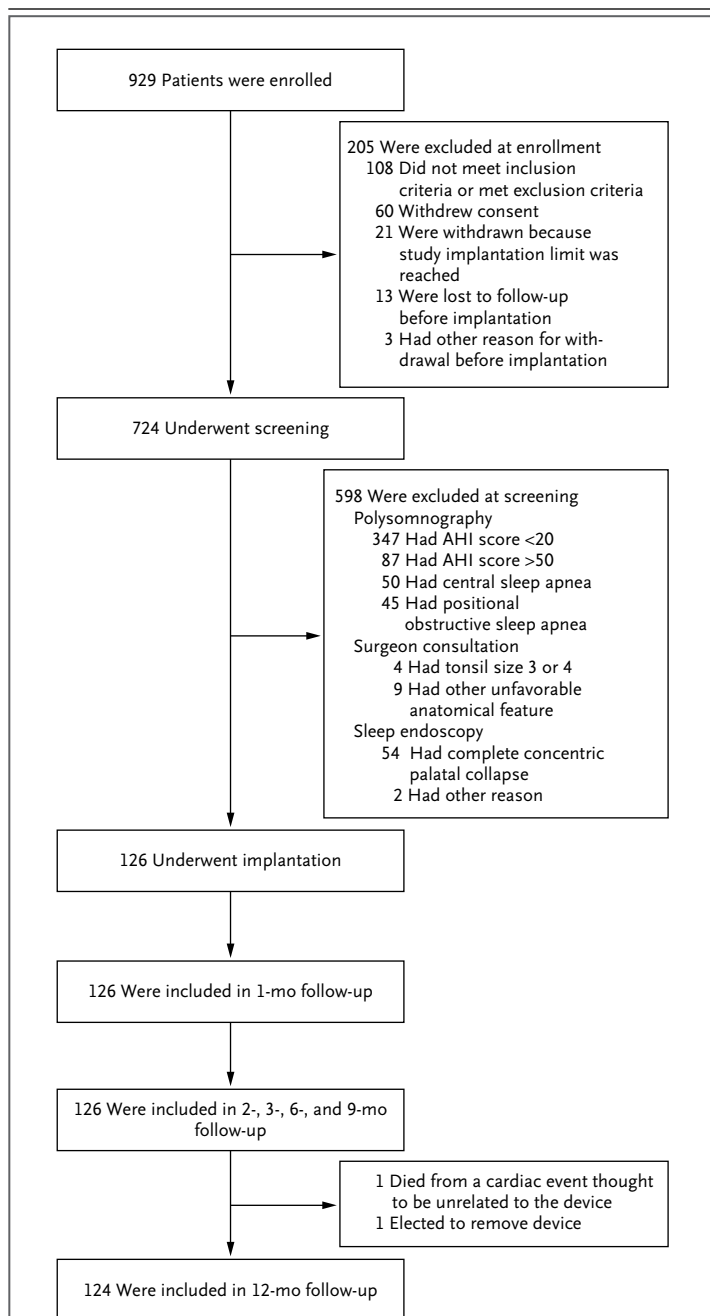 929 Patients were enrolled
205 Were excluded at enrollment
108 Did not meet inclusion
criteria or met exclusion criteria
60 Withdrew consent
21 Were withdrawn because
study implantation limit was
reached
13 Were lost to follow-up
before implantation
3 Had other reason for with-
drawal before implantation
724 Underwent screening
598 Were excluded at screening
Polysomnography
347 Had AHI score <20
87 Had AHI score >50
50 Had central sleep apnea
45 Had positional
obstructive sleep apnea
Surgeon consultation
4 Had tonsil size 3 or 4
9 Had other unfavorable
anatomical feature
Sleep endoscopy
54 Had complete concentric
palatal collapse
2 Had other reason
126 Underwent implantation
126 Were included in 1-mo follow-up
126 Were included in 2-, 3-, 6-, and 9-mo
follow-up
1 Died from a cardiac event thought
to be unrelated to the device
1 Elected to remove device
124 Were included in 12-mo follow-up